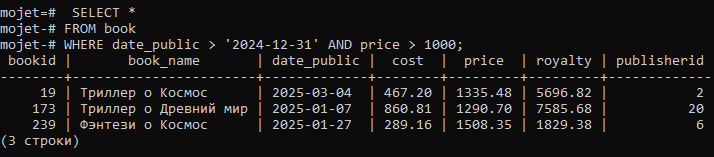 mojet=#  SELECT *
mojet-# FROM book
mojet-# WHERE date_public > '2024-12-31' AND price > 1000;
 bookid |       book_name        | date_public |  cost  |  price  | royalty | publisherid
--------+------------------------+-------------+--------+---------+---------+-------------
     19 | Триллер о Космос       | 2025-03-04  | 467.20 | 1335.48 | 5696.82 |           2
    173 | Триллер о Древний мир  | 2025-01-07  | 860.81 | 1290.70 | 7585.68 |          20
    239 | Фэнтези о Космос       | 2025-01-27  | 289.16 | 1508.35 | 1829.38 |           6
(3 строки)